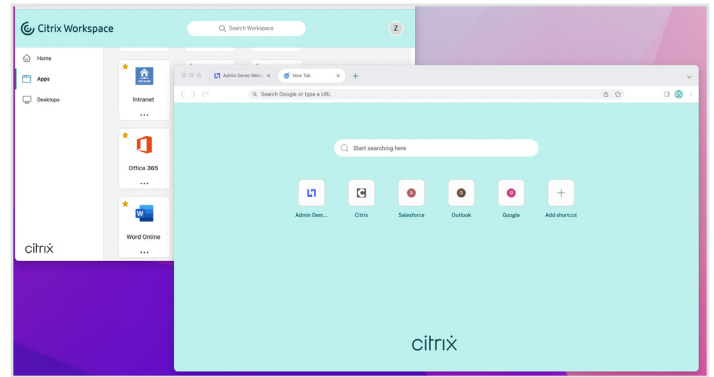 Citrix Workspace
Search Workspace
Z
Home
Apps
Desktops
Intranet
Office 365
Word Online
citrix
Admin Demo Webs
New Tab
Search Google or type a URL
Start searching here
Admin Dem...
Citrix
Salesforce
Outlook
Google
Add shortcut
citrix